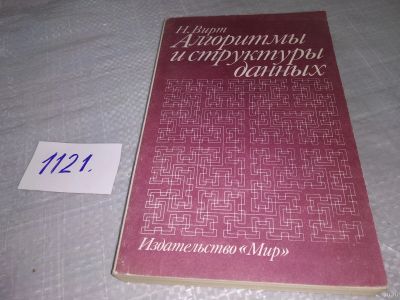 1121.
Н. Вирт
Алгоритмы
и структуры
данных
Издательство «Мир»